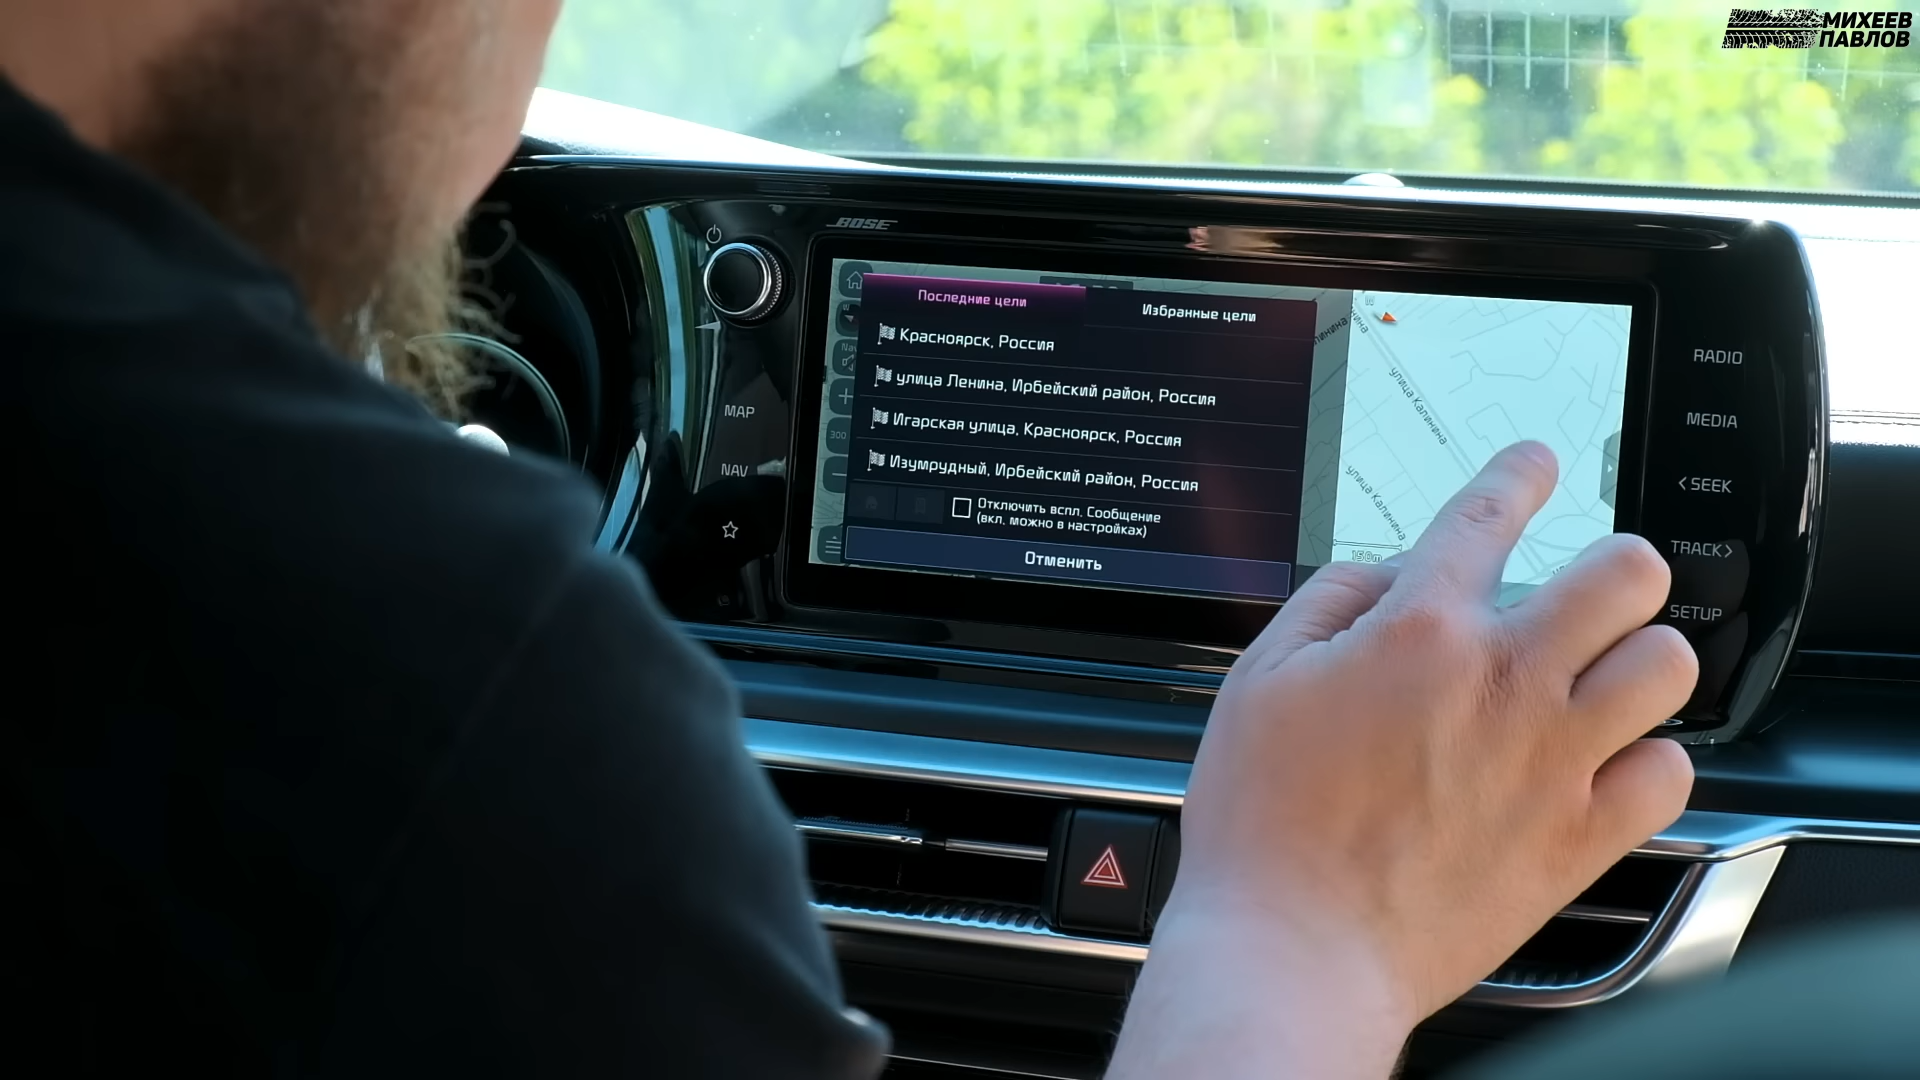 МИХЕЕВ
ПАВЛОВ
BOSE
MAP
NAV
Последние цели
Избранные цели
Красноярск, Россия
улица Ленина, Ирбейский район, Россия
Игарская улица, Красноярск, Россия
Изумрудный, Ирбейский район, Россия
Отключить вспл. Сообщение
(вкл. можно в настройках)
Отменить
300
улица Калинина
улица Калинина
150m
RADIO
MEDIA
< SEEK
TRACK >
SETUP